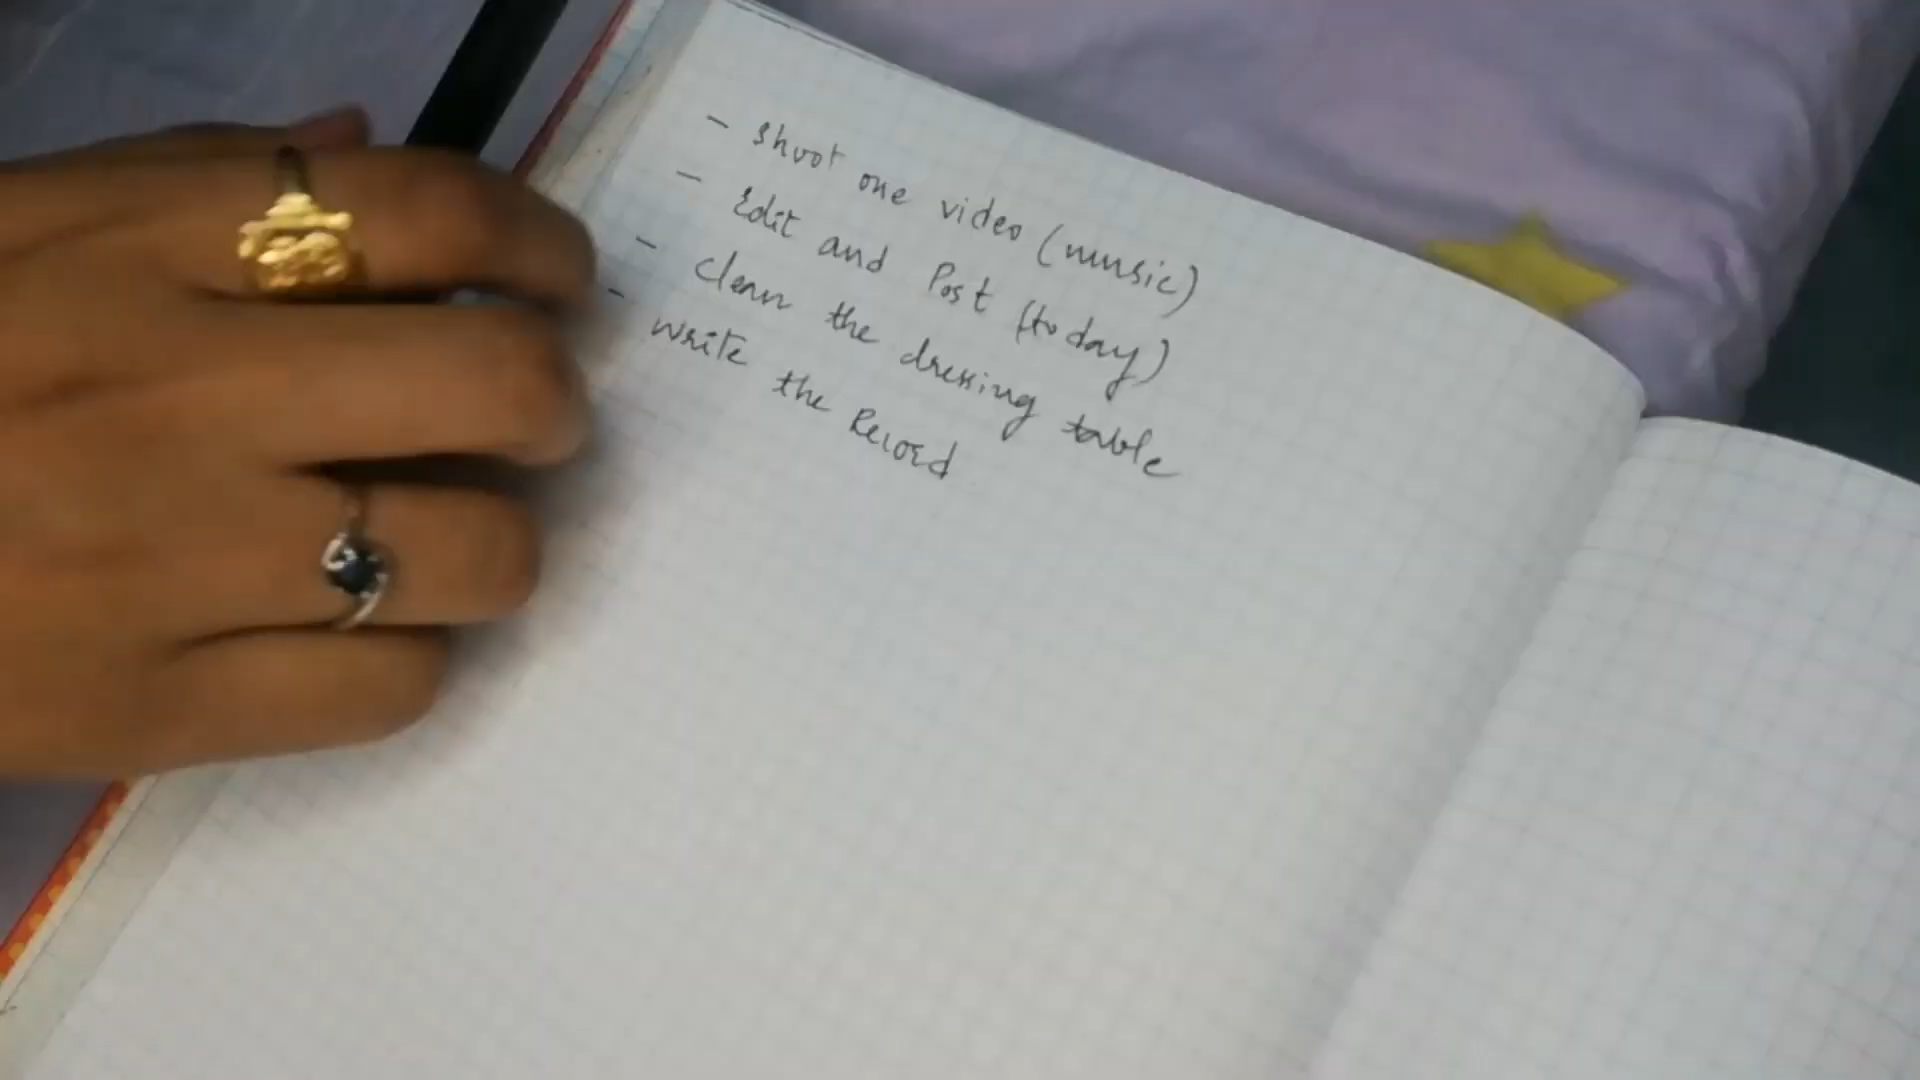 - Shoot one video (music)
- Edit and Post (today)
- Clean the dressing table
- Write the Record